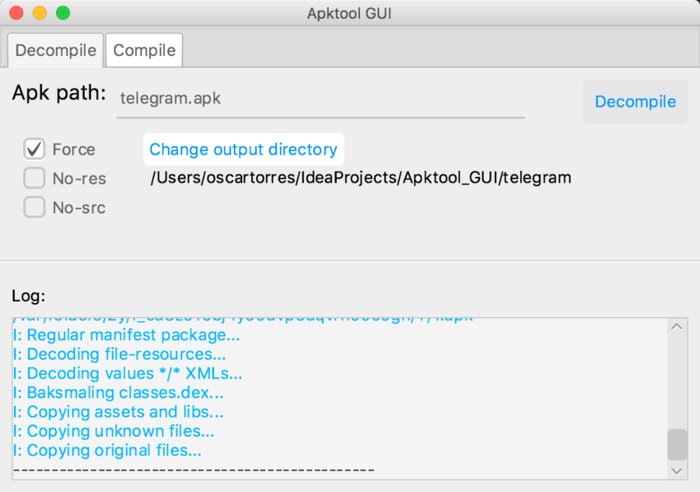 Apktool GUI
Decompile Compile
Apk path: telegram.apk Decompile
Force Change output directory
No-res /Users/oscartorres/IdeaProjects/Apktool_GUI/telegram
No-src
Log:
I: Regular manifest package...
I: Decoding file-resources...
I: Decoding values */* XMLs...
I: Baksmaling classes.dex...
I: Copying assets and libs...
I: Copying unknown files...
I: Copying original files...
------------------------------------------------